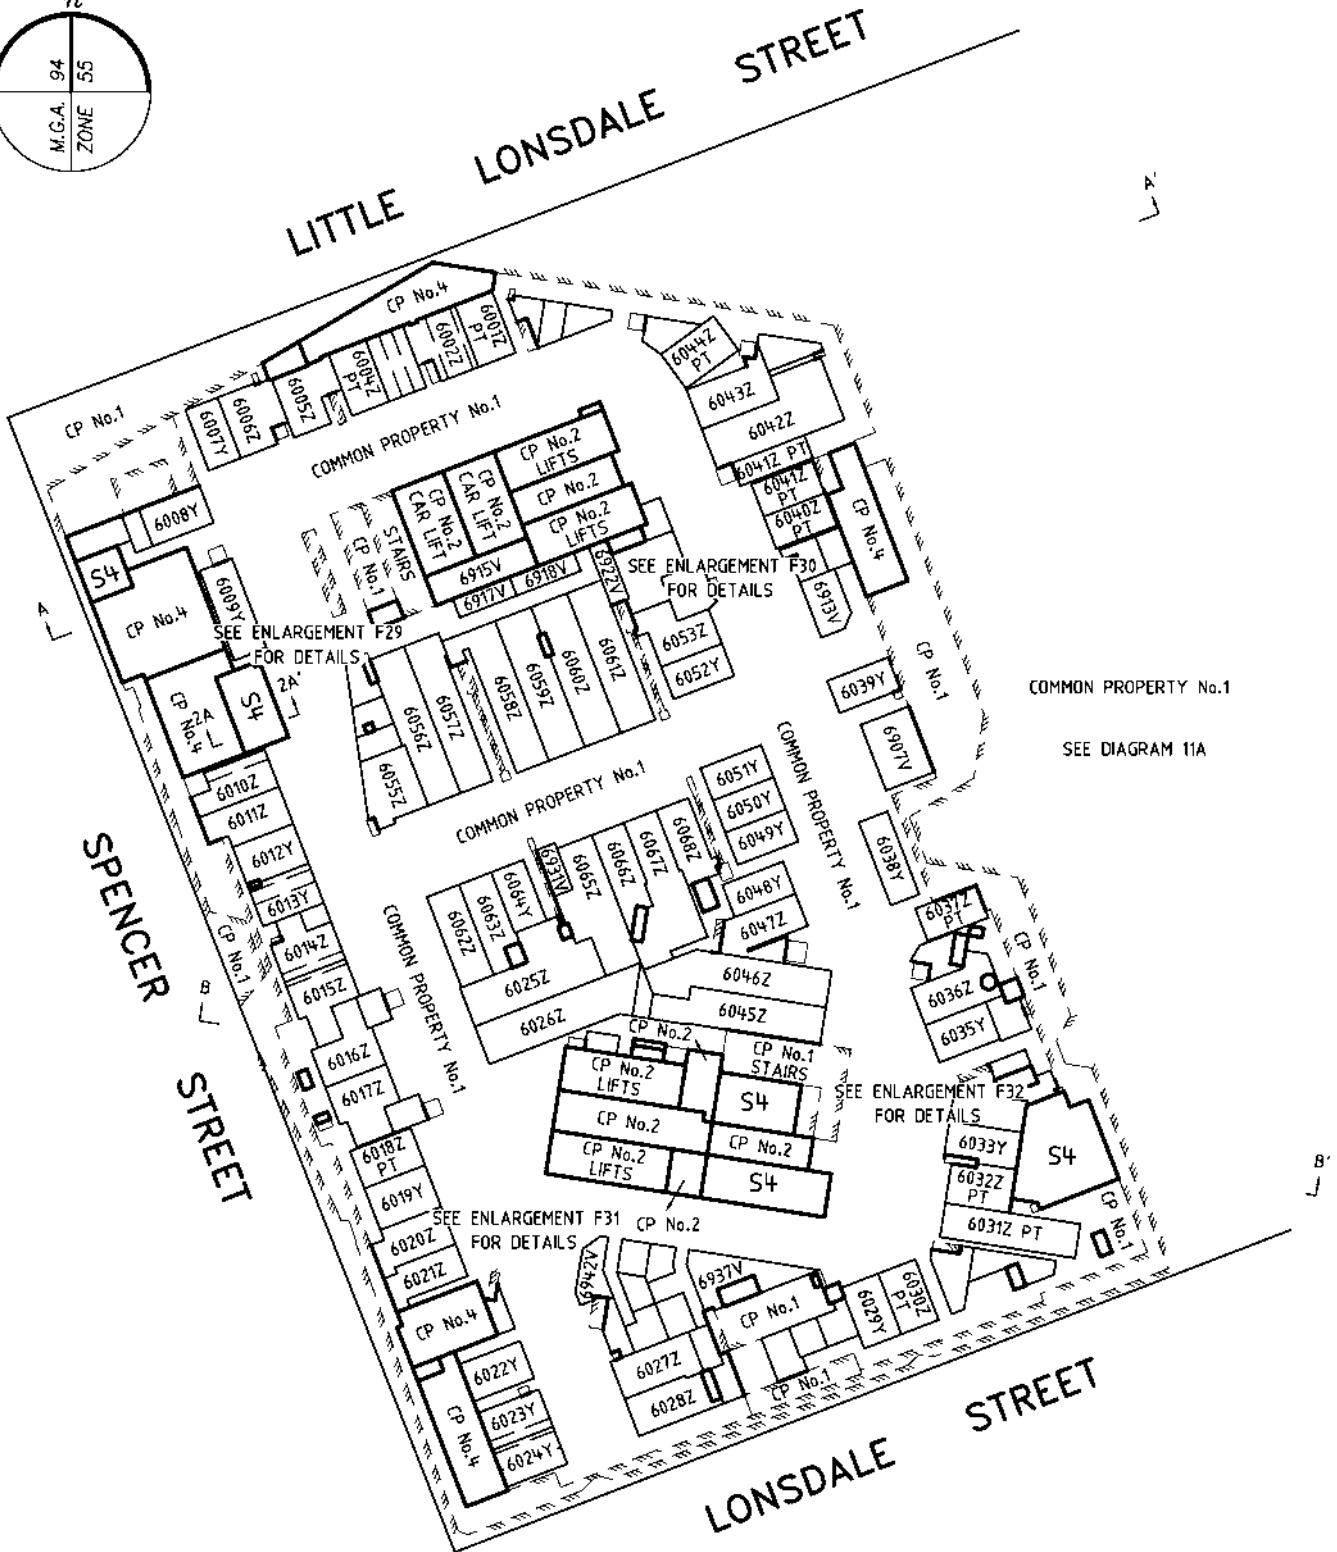 n
M.G.A. 94
ZONE 55
LITTLE LONSDALE STREET
A'
CP No.4
6001Z
PT
6002Z
6004Z
PT
6005Z
6006Z
6007Y
CP No.1
COMMON PROPERTY No.1
6044Z
PT
6043Z
6042Z
6041Z PT
6041Z
PT
6040Z
PT
CP No.4
6913V
6008Y
S4
CP No.4
6009Y
A
SEE ENLARGEMENT F29
FOR DETAILS
STAIRS
CP No.1
CP No.2
CAR LIFT
CP No.2
CAR LIFT
CP No.2
LIFTS
CP No.2
CP No.2
LIFTS
6915V
6917V
6918V
6922V
SEE ENLARGEMENT F30
FOR DETAILS
6053Z
6052Y
CP No.1
6039Y
6907V
COMMON PROPERTY No.1
SEE DIAGRAM 11A
2A'
CP
No.4
2A
S4
6055Z
6056Z
6057Z
6058Z
6059Z
6060Z
6061Z
6010Z
6011Z
6012Y
6013Y
6014Z
6015Z
6016Z
6017Z
6018Z
PT
6019Y
6020Z
6021Z
CP No.1
B
SPENCER STREET
COMMON PROPERTY No.1
COMMON PROPERTY No.1
COMMON PROPERTY No.1
6051Y
6050Y
6049Y
6048Y
6047Z
6046Z
6045Z
6038Y
6062Z
6063Z
6064Y
6931V
6065Z
6066Z
6067Z
6068Z
6025Z
6026Z
6037Z
PT
CP No.1
6036Z
6035Y
CP No.2
CP No.1
STAIRS
CP No.2
LIFTS
S4
CP No.2
CP No.2
CP No.2
LIFTS
S4
SEE ENLARGEMENT F32
FOR DETAILS
6033Y
6032Z
PT
6031Z PT
S4
CP No.1
B'
SEE ENLARGEMENT F31
FOR DETAILS
CP No.2
6942V
6937V
CP No.1
6029Y
6030Z
PT
6027Z
6028Z
CP No.1
CP No.4
6022Y
6023Y
6024Y
CP No.4
LONSDALE STREET